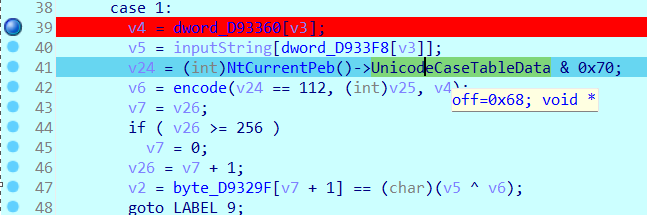 38 case 1:
39 v4 = dword_D93360[v3];
40 v5 = inputString[dword_D933F8[v3]];
41 v24 = (int)NtCurrentPeb()->UnicodeCaseTableData & 0x70;
42 v6 = encode(v24 == 112, (int)v25, v4);
off=0x68; void *
43 v7 = v26;
44 if ( v26 >= 256 )
45 v7 = 0;
46 v26 = v7 + 1;
47 v2 = byte_D9329F[v7 + 1] == (char)(v5 ^ v6);
48 goto LABEL_9;